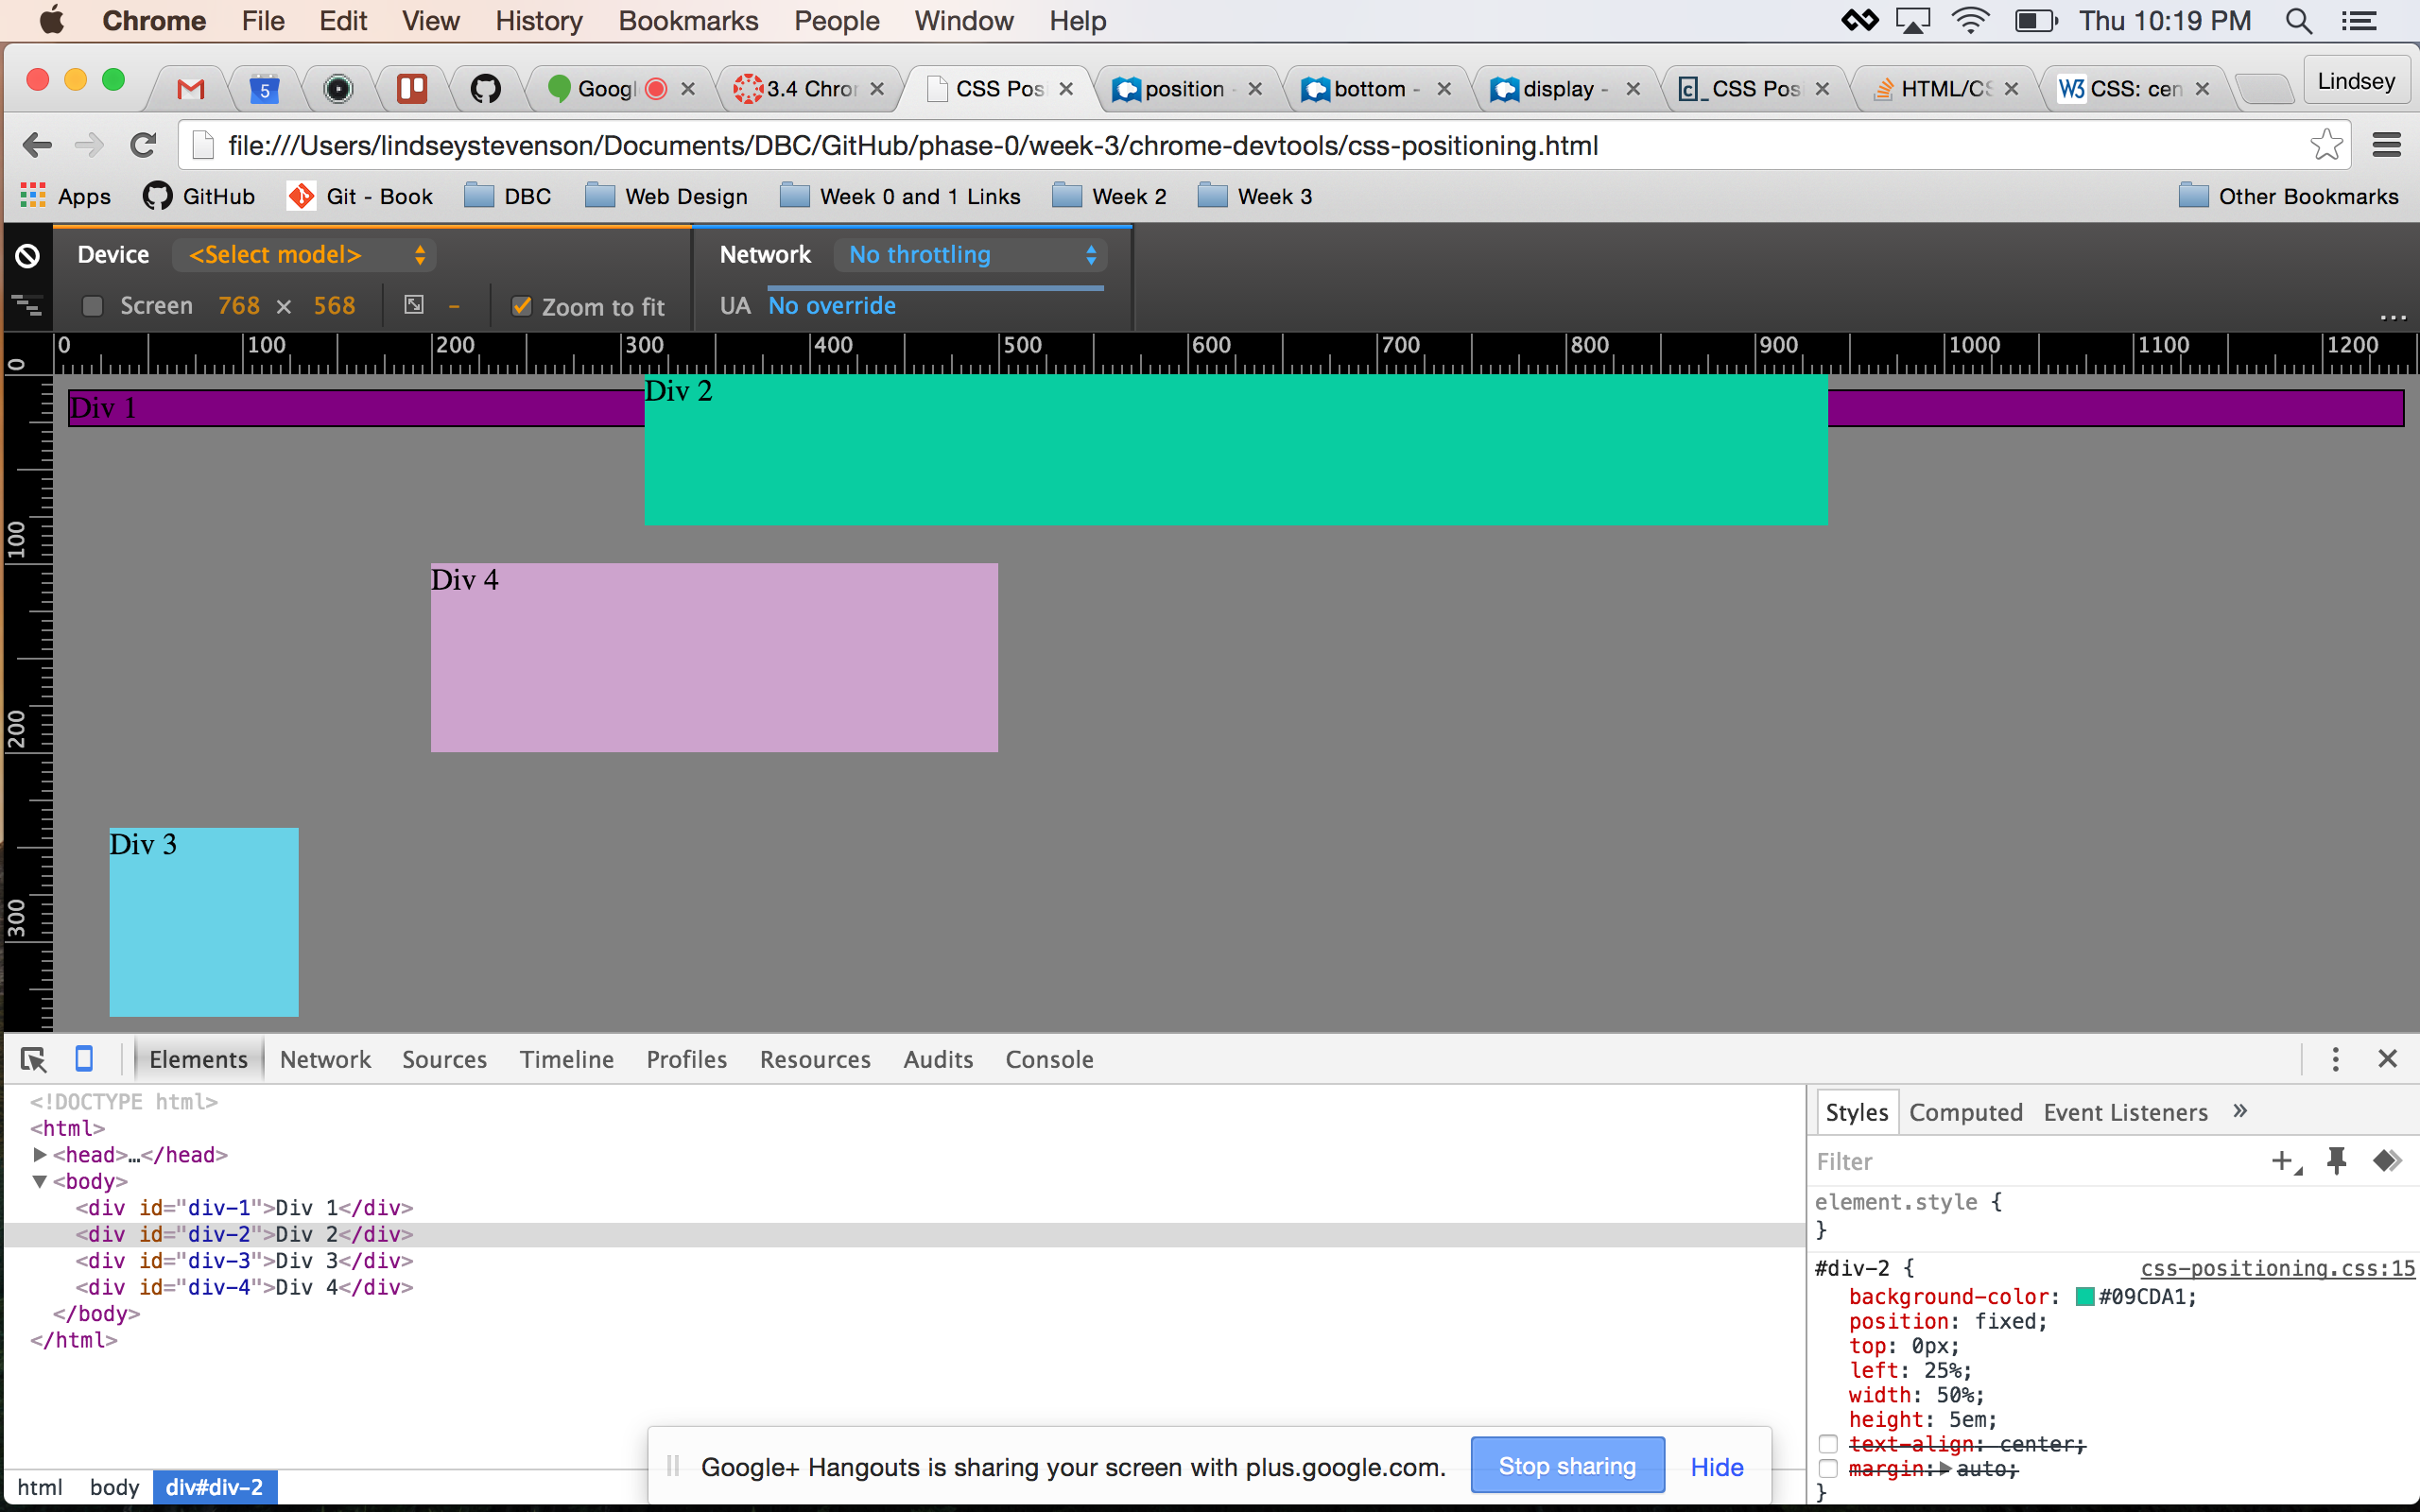 Chrome File Edit View History Bookmarks People Window Help Thu 10:19 PM
5 Googl 3.4 Chro CSS Pos position - bottom - display - c_ CSS Pos HTML/CS W3 CSS: cen Lindsey
file:///Users/lindseystevenson/Documents/DBC/GitHub/phase-0/week-3/chrome-devtools/css-positioning.html
Apps GitHub Git - Book DBC Web Design Week 0 and 1 Links Week 2 Week 3 Other Bookmarks
Device <Select model> Network No throttling
Screen 768 × 568 – Zoom to fit UA No override ...
0 100 200 300 400 500 600 700 800 900 1000 1100 1200
0
100
200
300
Div 1
Div 2
Div 4
Div 3
Elements Network Sources Timeline Profiles Resources Audits Console
<!DOCTYPE html>
<html>
<head>…</head>
<body>
<div id="div-1">Div 1</div>
<div id="div-2">Div 2</div>
<div id="div-3">Div 3</div>
<div id="div-4">Div 4</div>
</body>
</html>
html body div#div-2
Styles Computed Event Listeners »
Filter
element.style {
}
#div-2 { css-positioning.css:15
background-color: #09CDA1;
position: fixed;
top: 0px;
left: 25%;
width: 50%;
height: 5em;
text-align: center;
margin: auto;
}
Google+ Hangouts is sharing your screen with plus.google.com. Stop sharing Hide